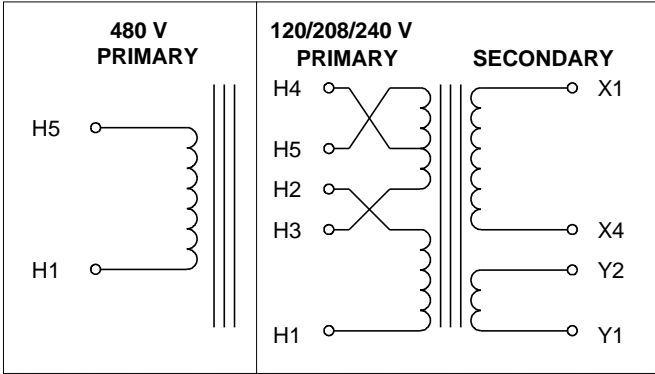 480 V
PRIMARY
H5
H1
120/208/240 V
PRIMARY
SECONDARY
H4
H5
H2
H3
H1
X1
X4
Y2
Y1